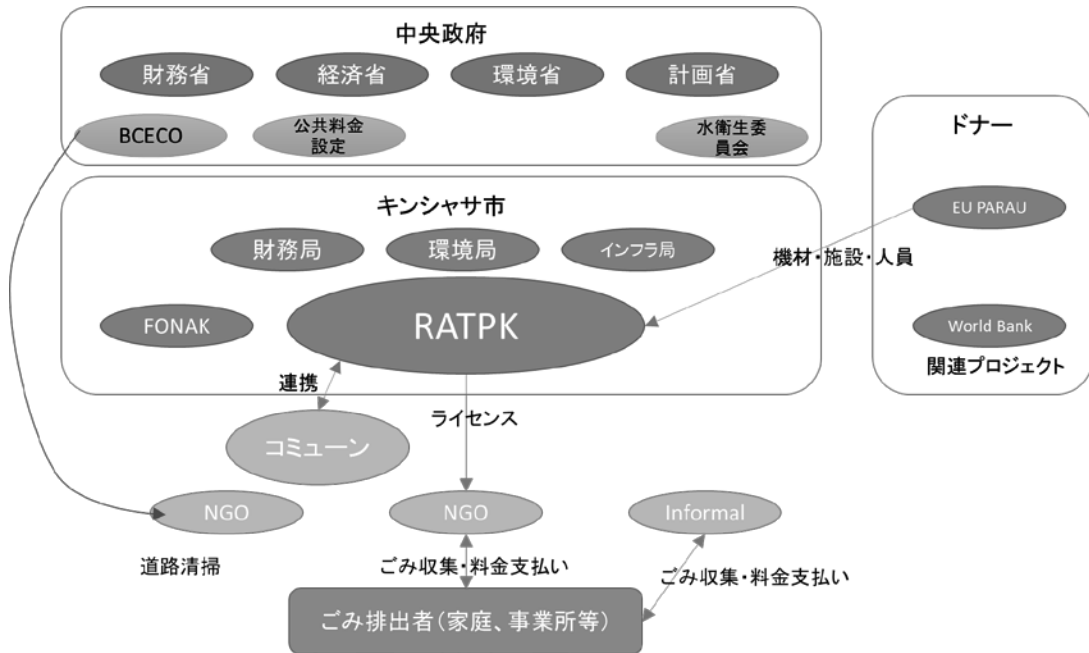 中央政府
財務省
経済省
環境省
計画省
BCECO
公共料金
設定
水衛生委
員会
ドナー
EU PARAU
World Bank
関連プロジェクト
機材・施設・人員
キンシャサ市
財務局
環境局
インフラ局
FONAK
RATPK
連携
ライセンス
コミューン
NGO
NGO
Informal
道路清掃
ごみ収集・料金支払い
ごみ収集・料金支払い
ごみ排出者(家庭、事業所等)